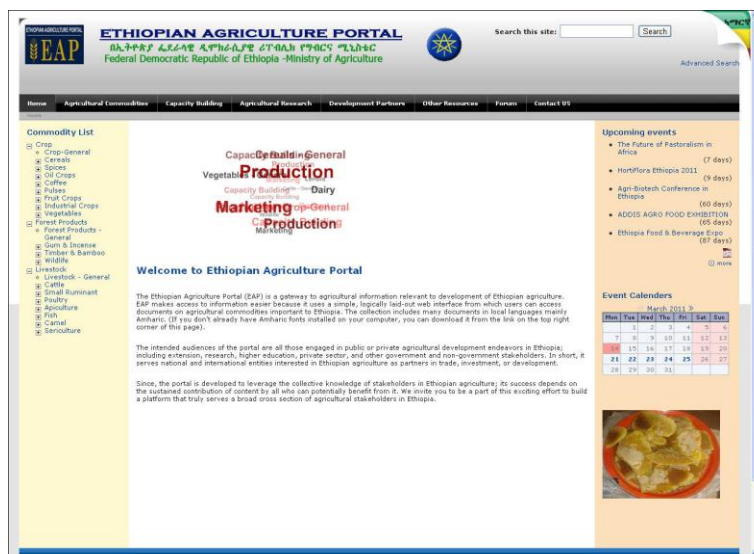 ETHIOPIAN AGRICULTURE PORTAL
EAP
ETHIOPIAN AGRICULTURE PORTAL
Federal Democratic Republic of Ethiopia -Ministry of Agriculture
Search this site:
Search
Advanced Search
Home Agricultural Commodities Capacity Building Agricultural Research Development Partners Other Resources Forum Contact US
Home
Commodity List
Crop
Crop-General
Cereals
Spices
Oil Crops
Coffee
Pulses
Fruit Crops
Industrial Crops
Vegetables
Forest Products
Forest Products -
General
Gum & Incense
Timber & Bamboo
Wildlife
Livestock
Livestock - General
Cattle
Small Ruminant
Poultry
Apiculture
Fish
Camel
Sericulture
Production
Dairy
Capacity Building
Marketing
Production
Marketing
Welcome to Ethiopian Agriculture Portal
The Ethiopian Agriculture Portal (EAP) is a gateway to agricultural information relevant to development of Ethiopian agriculture.
EAP makes access to information easier because it uses a simple, logically laid-out web interface from which users can access
documents on agricultural commodities important to Ethiopia. The collection includes many documents in local languages mainly
Amharic. (If you don't already have Amharic fonts installed on your computer, you can download it from the link on the top right
corner of this page).
The intended audiences of the portal are all those engaged in public or private agricultural development endeavors in Ethiopia;
including extension, research, higher education, private sector, and other government and non-government stakeholders. In short, it
serves national and international entities interested in Ethiopian agriculture as partners in trade, investment, or development.
Since, the portal is developed to leverage the collective knowledge of stakeholders in Ethiopian agriculture; its success depends on
the sustained contribution of content by all who can potentially benefit from it. We invite you to be a part of this exciting effort to build
a platform that truly serves a broad cross section of agricultural stakeholders in Ethiopia.
Upcoming events
The Future of Pastoralism in
Africa
(7 days)
HortiFlora Ethiopia 2011
(9 days)
Agri-Biotech Conference in
Ethiopia
(60 days)
ADDIS AGRO FOOD EXHIBITION
(65 days)
Ethiopia Food & Beverage Expo
(87 days)
more
Event Calenders
March 2011 »
Mon Tue Wed Thu Fri Sat Sun
1 2 3 4 5 6
7 8 9 10 11 12 13
14 15 16 17 18 19 20
21 22 23 24 25 26 27
28 29 30 31